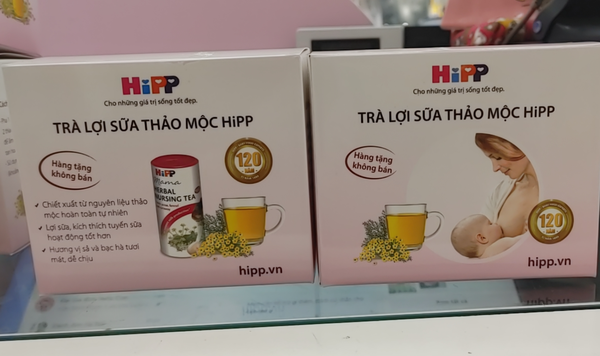 HiPP
Cho những giá trị sống tốt đẹp.
TRÀ LỢI SỮA THẢO MỘC HiPP
Hàng tặng
không bán
120
HiPP
Mama
HERBAL
NURSING TEA
Chiết xuất từ nguyên liệu thảo
mộc hoàn toàn tự nhiên
Lợi sữa, kích thích tuyến sữa
hoạt động tốt hơn
Hương vị sả và bạc hà tươi
mát, dễ chịu
hipp.vn
HiPP
Cho những giá trị sống tốt đẹp.
TRÀ LỢI SỮA THẢO MỘC HiPP
Hàng tặng
không bán
120
NĂM
hipp.vn